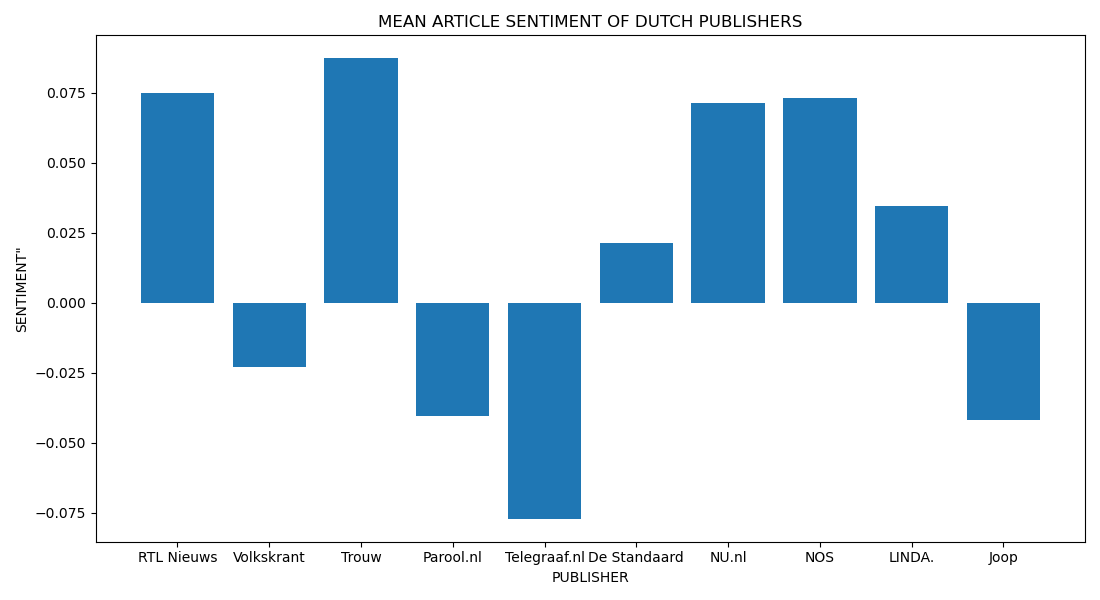 MEAN ARTICLE SENTIMENT OF DUTCH PUBLISHERS
0.075
0.050
0.025
0.000
−0.025
−0.050
−0.075
SENTIMENT"
RTL Nieuws Volkskrant Trouw Parool.nl Telegraaf.nl De Standaard NU.nl NOS LINDA. Joop
PUBLISHER